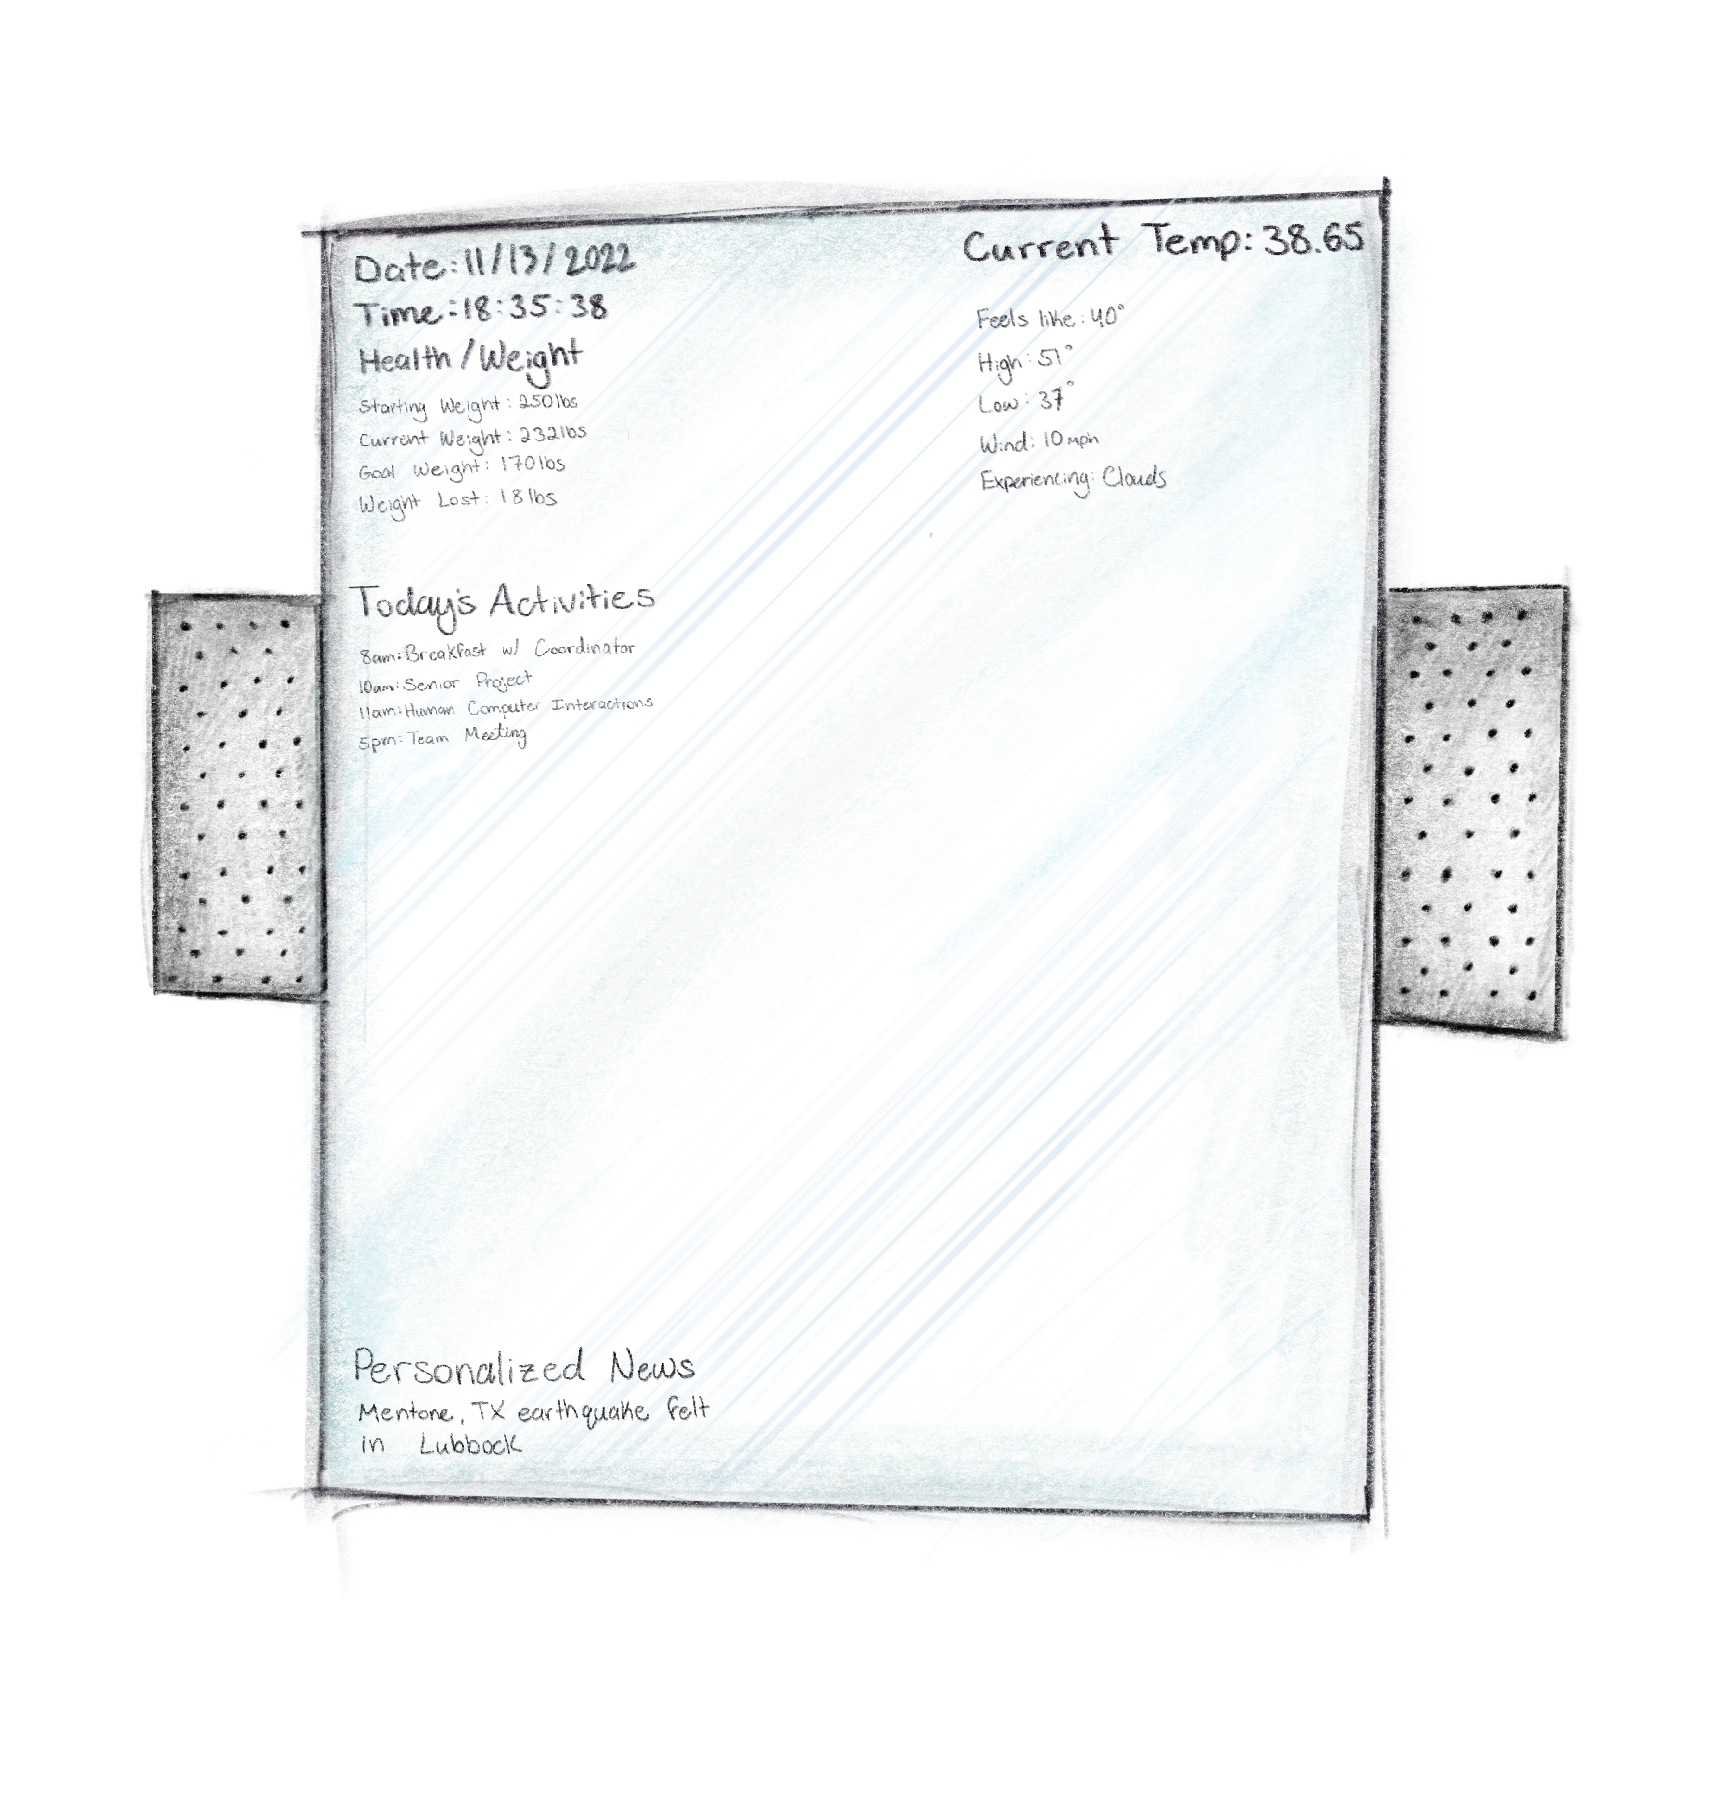 Date: 11/13/2022
Time: 18:35:38
Health/Weight
Starting Weight: 250lbs
Current Weight: 232lbs
Goal Weight: 170lbs
Weight Lost: 18lbs
Current Temp: 38.65
Feels like: 40°
High: 51°
Low: 37°
Wind: 10mph
Experiencing: Clouds
Today's Activities
8am: Breakfast w/ Coordinator
10am: Senior Project
11am: Human Computer Interactions
5pm: Team Meeting
Personalized News
Mentone, TX earthquake felt
in Lubbock